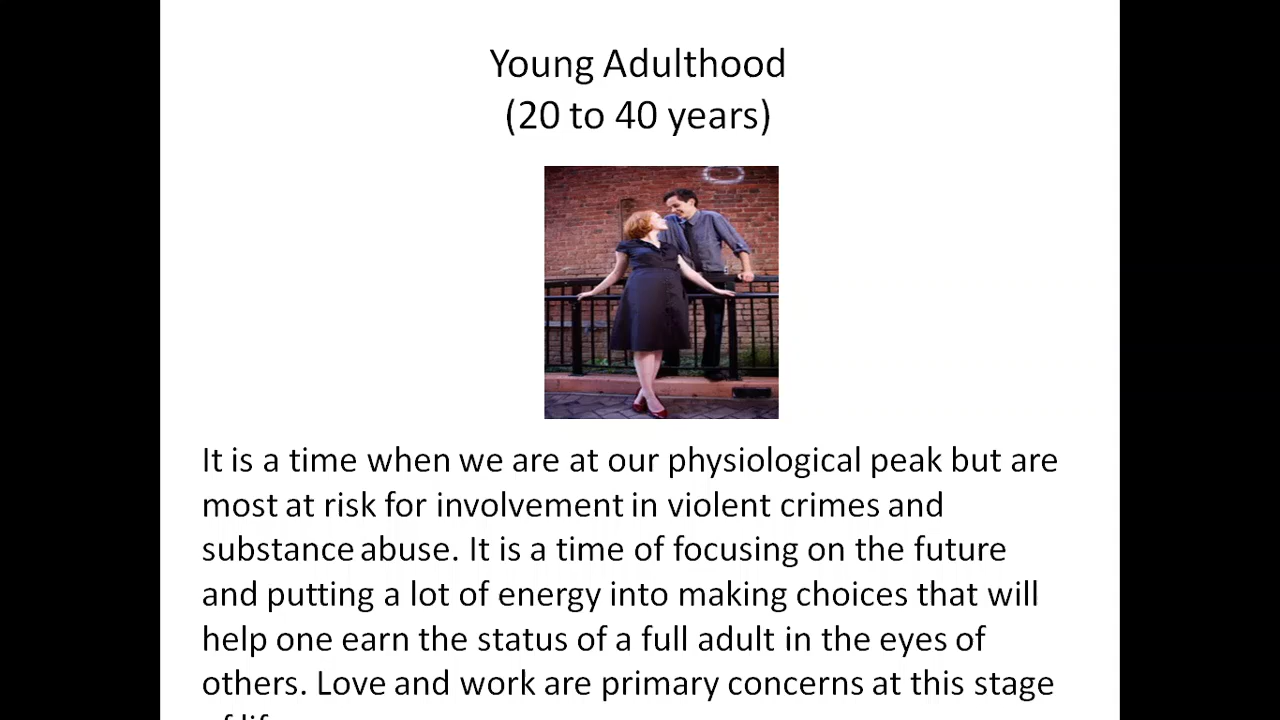 Young Adulthood
(20 to 40 years)
It is a time when we are at our physiological peak but are
most at risk for involvement in violent crimes and
substance abuse. It is a time of focusing on the future
and putting a lot of energy into making choices that will
help one earn the status of a full adult in the eyes of
others. Love and work are primary concerns at this stage